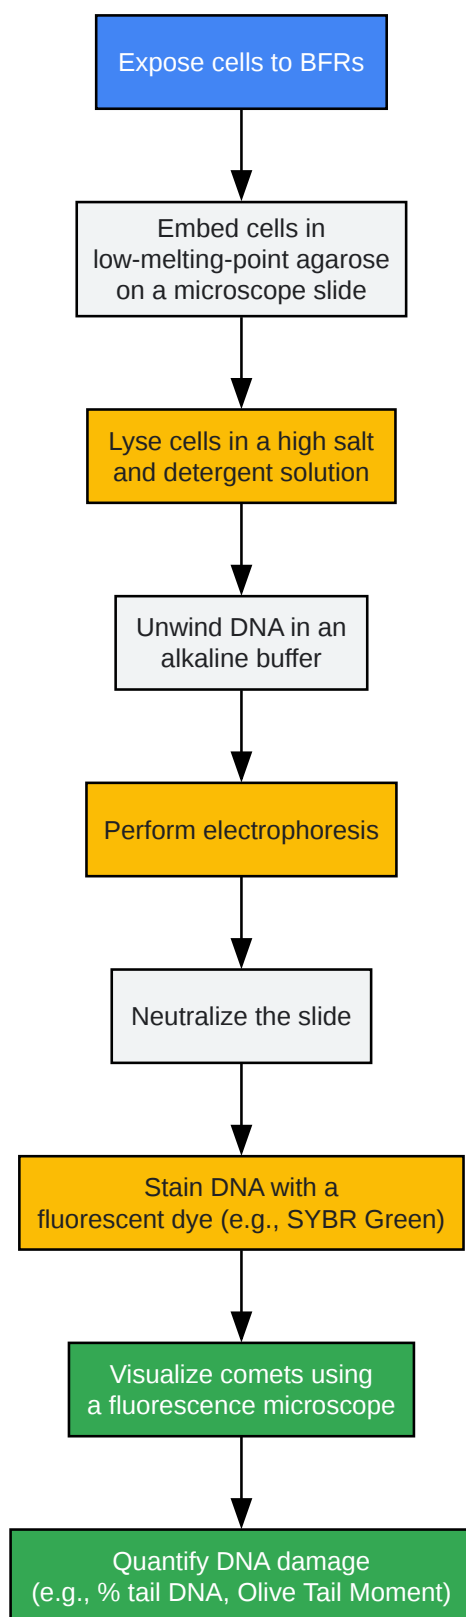 Expose cells to BFRs
Embed cells in
low-melting-point agarose
on a microscope slide
Lyse cells in a high salt
and detergent solution
Unwind DNA in an
alkaline buffer
Perform electrophoresis
Neutralize the slide
Stain DNA with a
fluorescent dye (e.g., SYBR Green)
Visualize comets using
a fluorescence microscope
Quantify DNA damage
(e.g., % tail DNA, Olive Tail Moment)